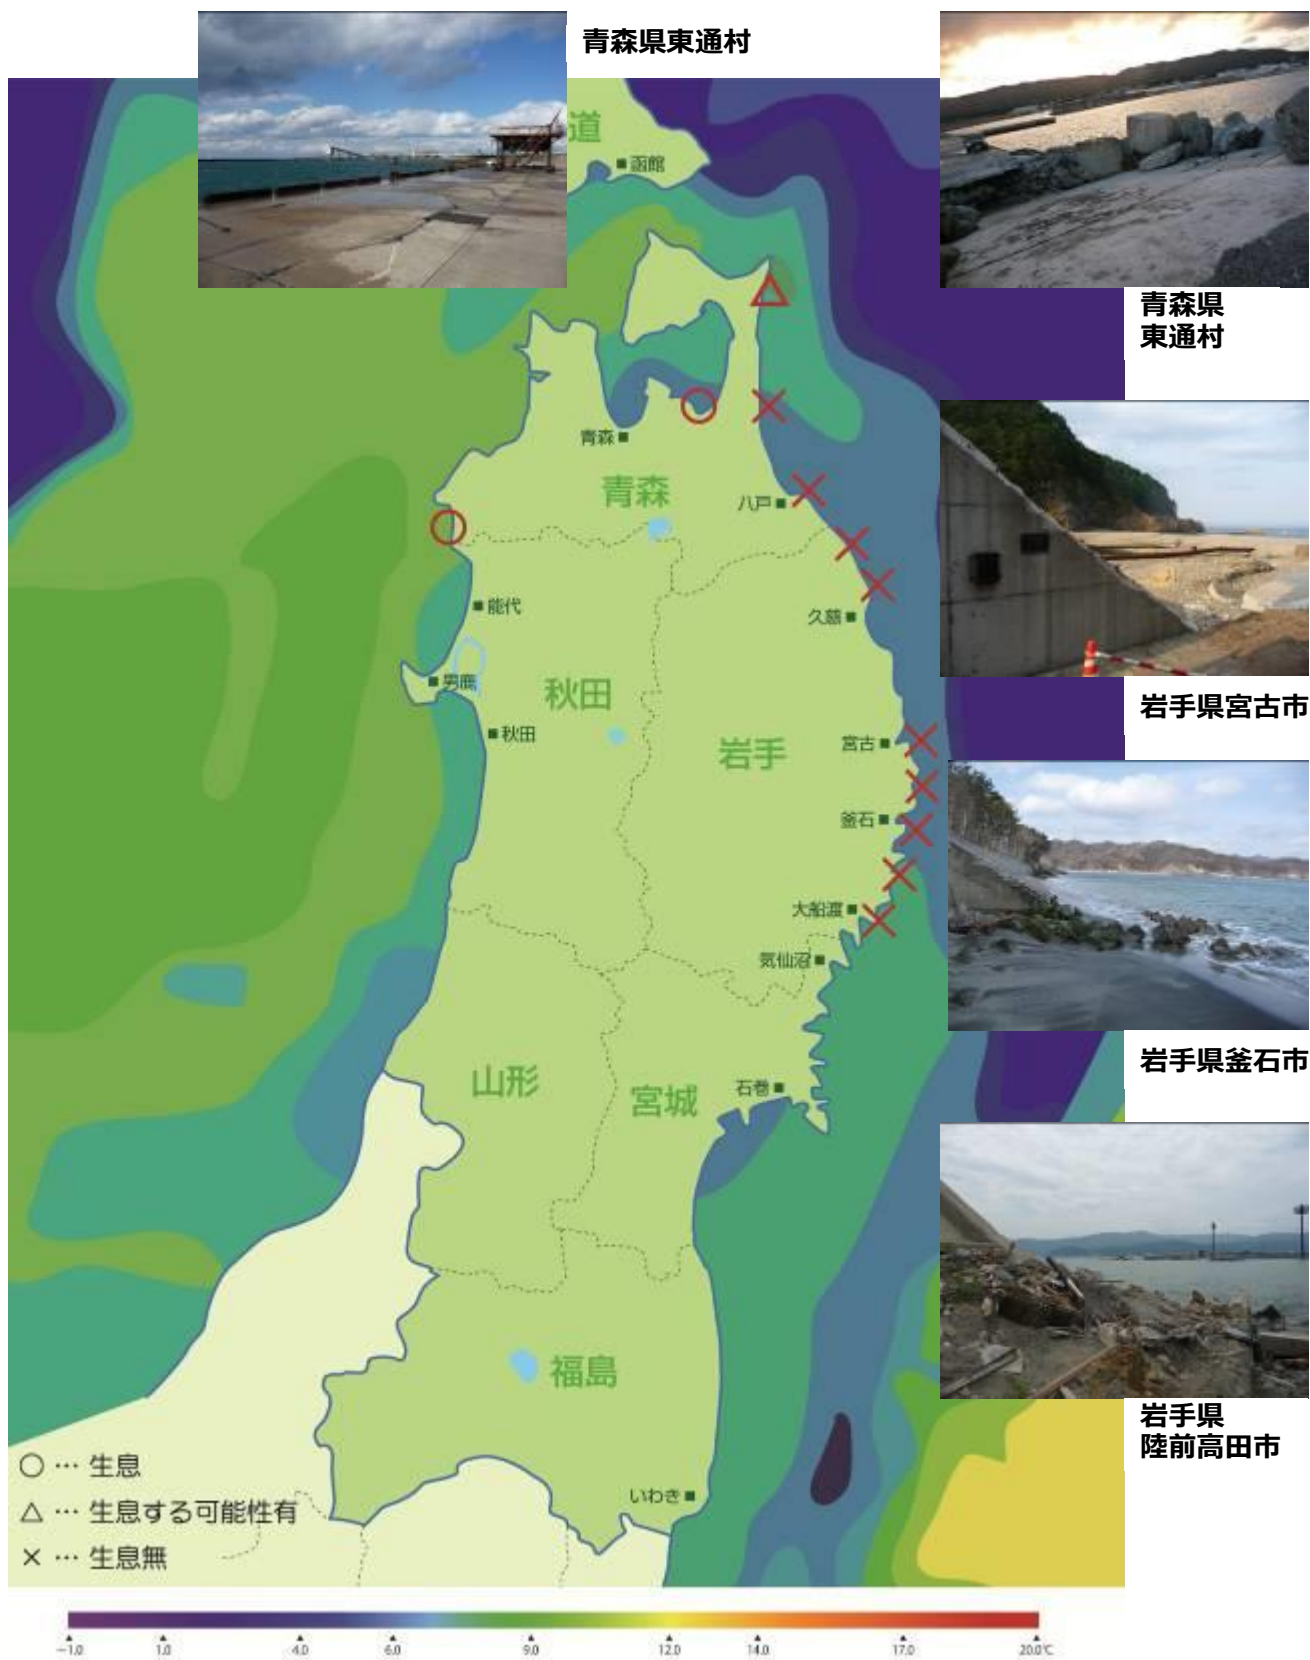 青森県東通村
道
函館
青森県
東通村
青森
青森
八戸
能代
久慈
男鹿
秋田
秋田
岩手県宮古市
宮古
岩手
釜石
大船渡
気仙沼
岩手県釜石市
山形
石巻
宮城
福島
岩手県
陸前高田市
○ … 生息
いわき
△ … 生息する可能性有
× … 生息無
-1.0 1.0 4.0 6.0 9.0 12.0 14.0 17.0 20.0℃